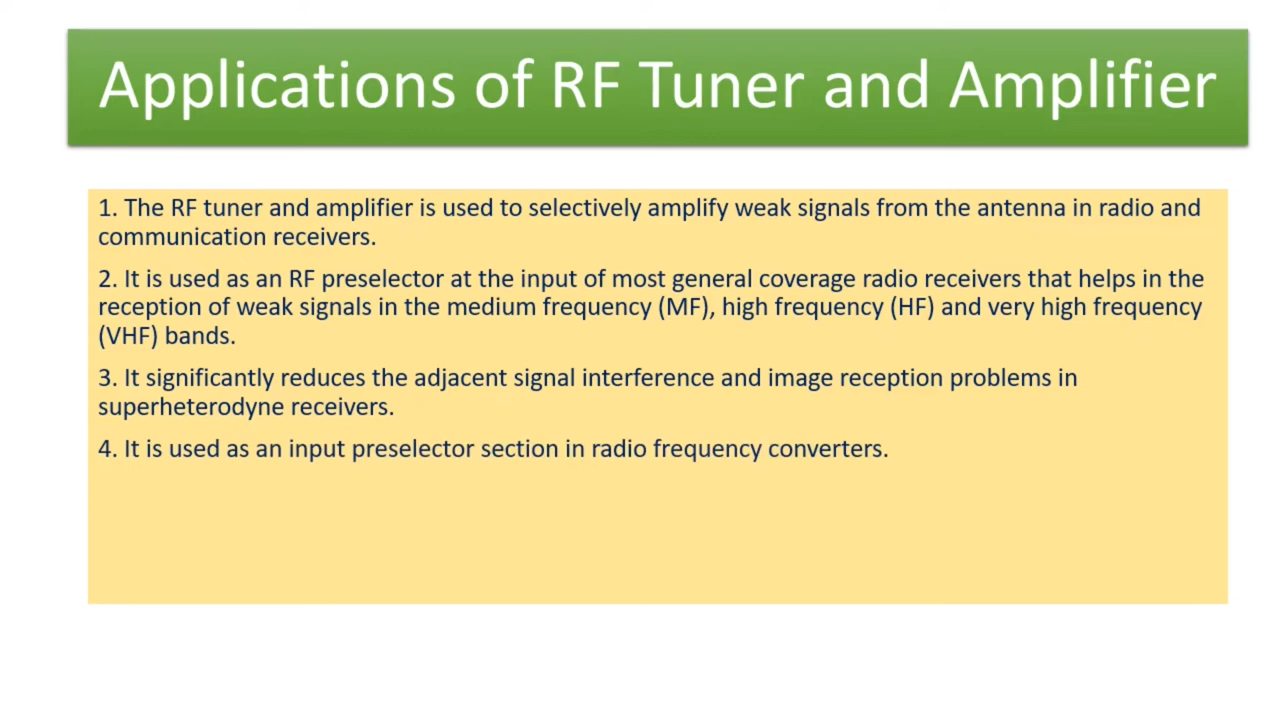 Applications of RF Tuner and Amplifier
1. The RF tuner and amplifier is used to selectively amplify weak signals from the antenna in radio and
communication receivers.
2. It is used as an RF preselector at the input of most general coverage radio receivers that helps in the
reception of weak signals in the medium frequency (MF), high frequency (HF) and very high frequency
(VHF) bands.
3. It significantly reduces the adjacent signal interference and image reception problems in
superheterodyne receivers.
4. It is used as an input preselector section in radio frequency converters.